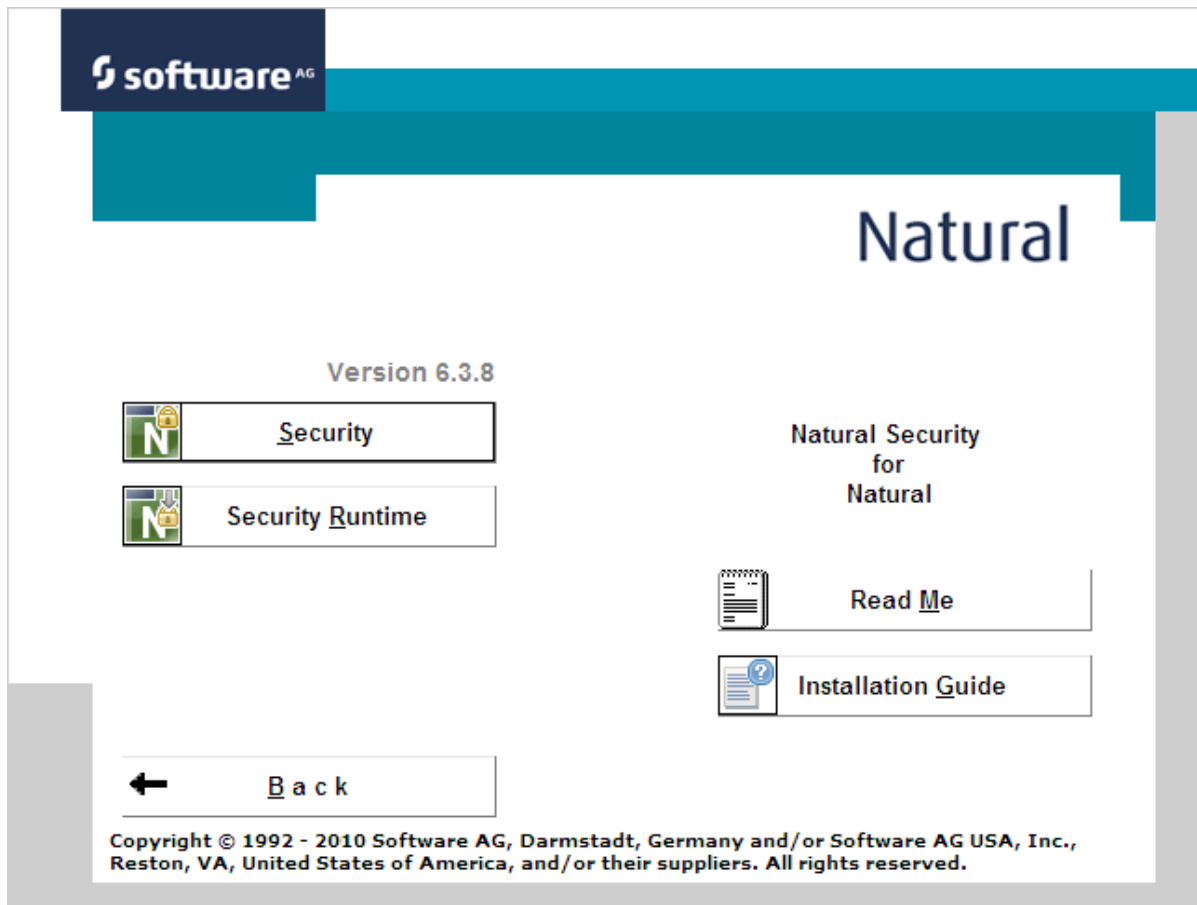 software AG
Natural
Version 6.3.8
Security
Security Runtime
Natural Security
for
Natural
Read Me
Installation Guide
B a c k
Copyright © 1992 - 2010 Software AG, Darmstadt, Germany and/or Software AG USA, Inc.,
Reston, VA, United States of America, and/or their suppliers. All rights reserved.